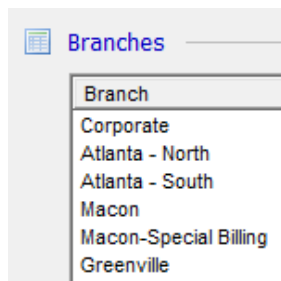 Branches
Branch
Corporate
Atlanta - North
Atlanta - South
Macon
Macon-Special Billing
Greenville